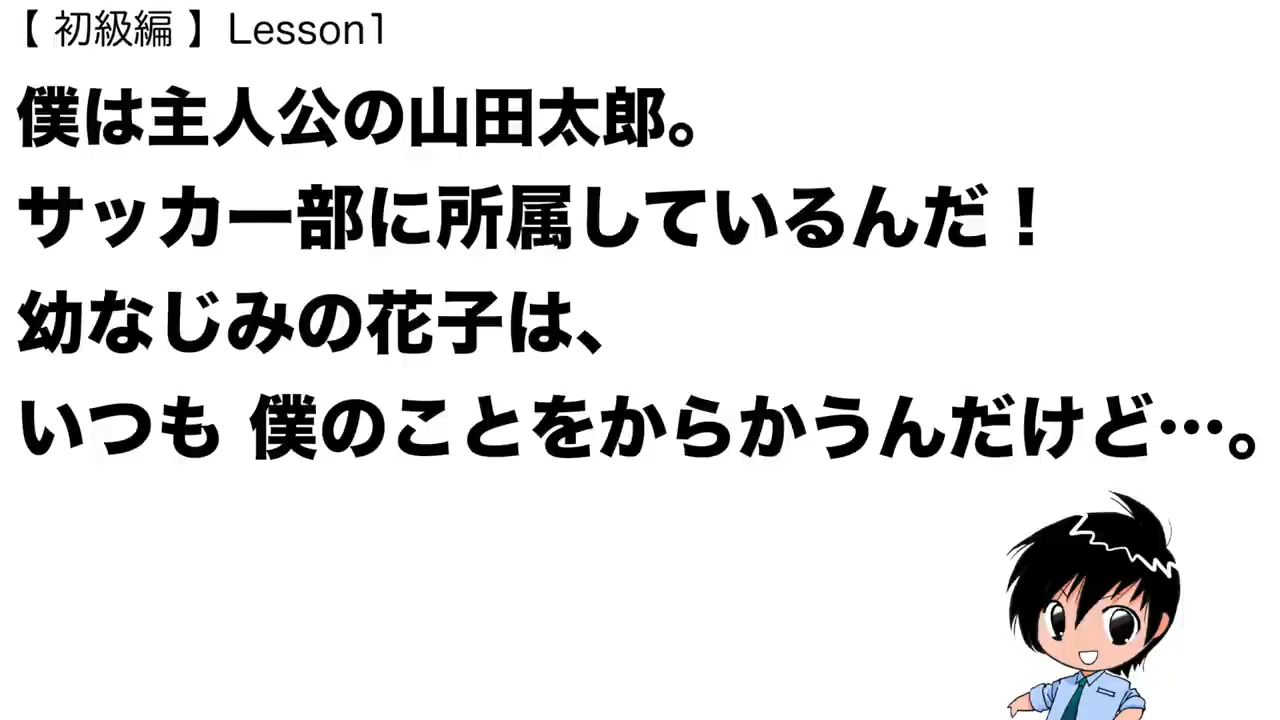 【 初級編 】Lesson1
僕は主人公の山田太郎。
サッカー部に所属しているんだ！
幼なじみの花子は、
いつも 僕のことをからかうんだけど…。